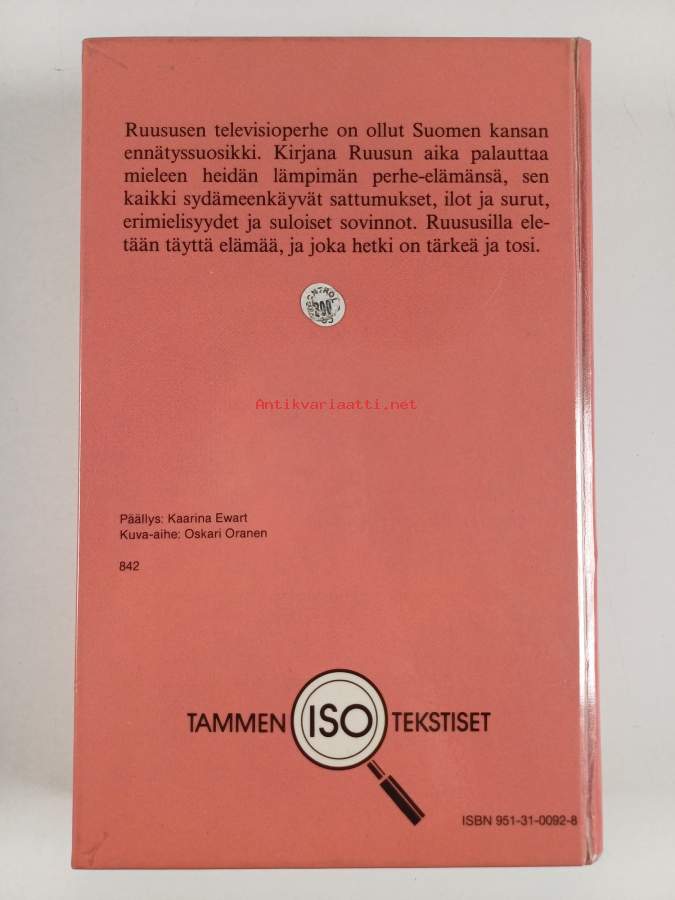 Ruususen televisioperhe on ollut Suomen kansan
ennätyssuosikki. Kirjana Ruusun aika palauttaa
mieleen heidän lämpimän perhe-elämänsä, sen
kaikki sydämeenkäyvät sattumukset, ilot ja surut,
erimielisyydet ja suloiset sovinnot. Ruususilla ele-
tään täyttä elämää, ja joka hetki on tärkeä ja tosi.
Antikvariaatti.net
Päällys: Kaarina Ewart
Kuva-aihe: Oskari Oranen
842
TAMMEN ISO TEKSTISET
ISBN 951-31-0092-8